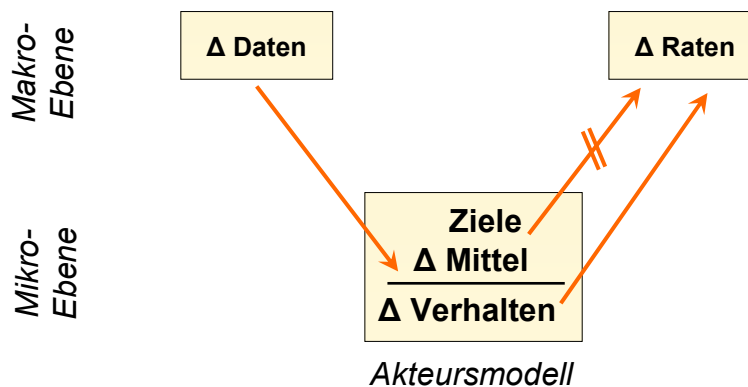 Makro-
Ebene
Δ Daten
Δ Raten
Mikro-
Ebene
Ziele
Δ Mittel
Δ Verhalten
Akteursmodell